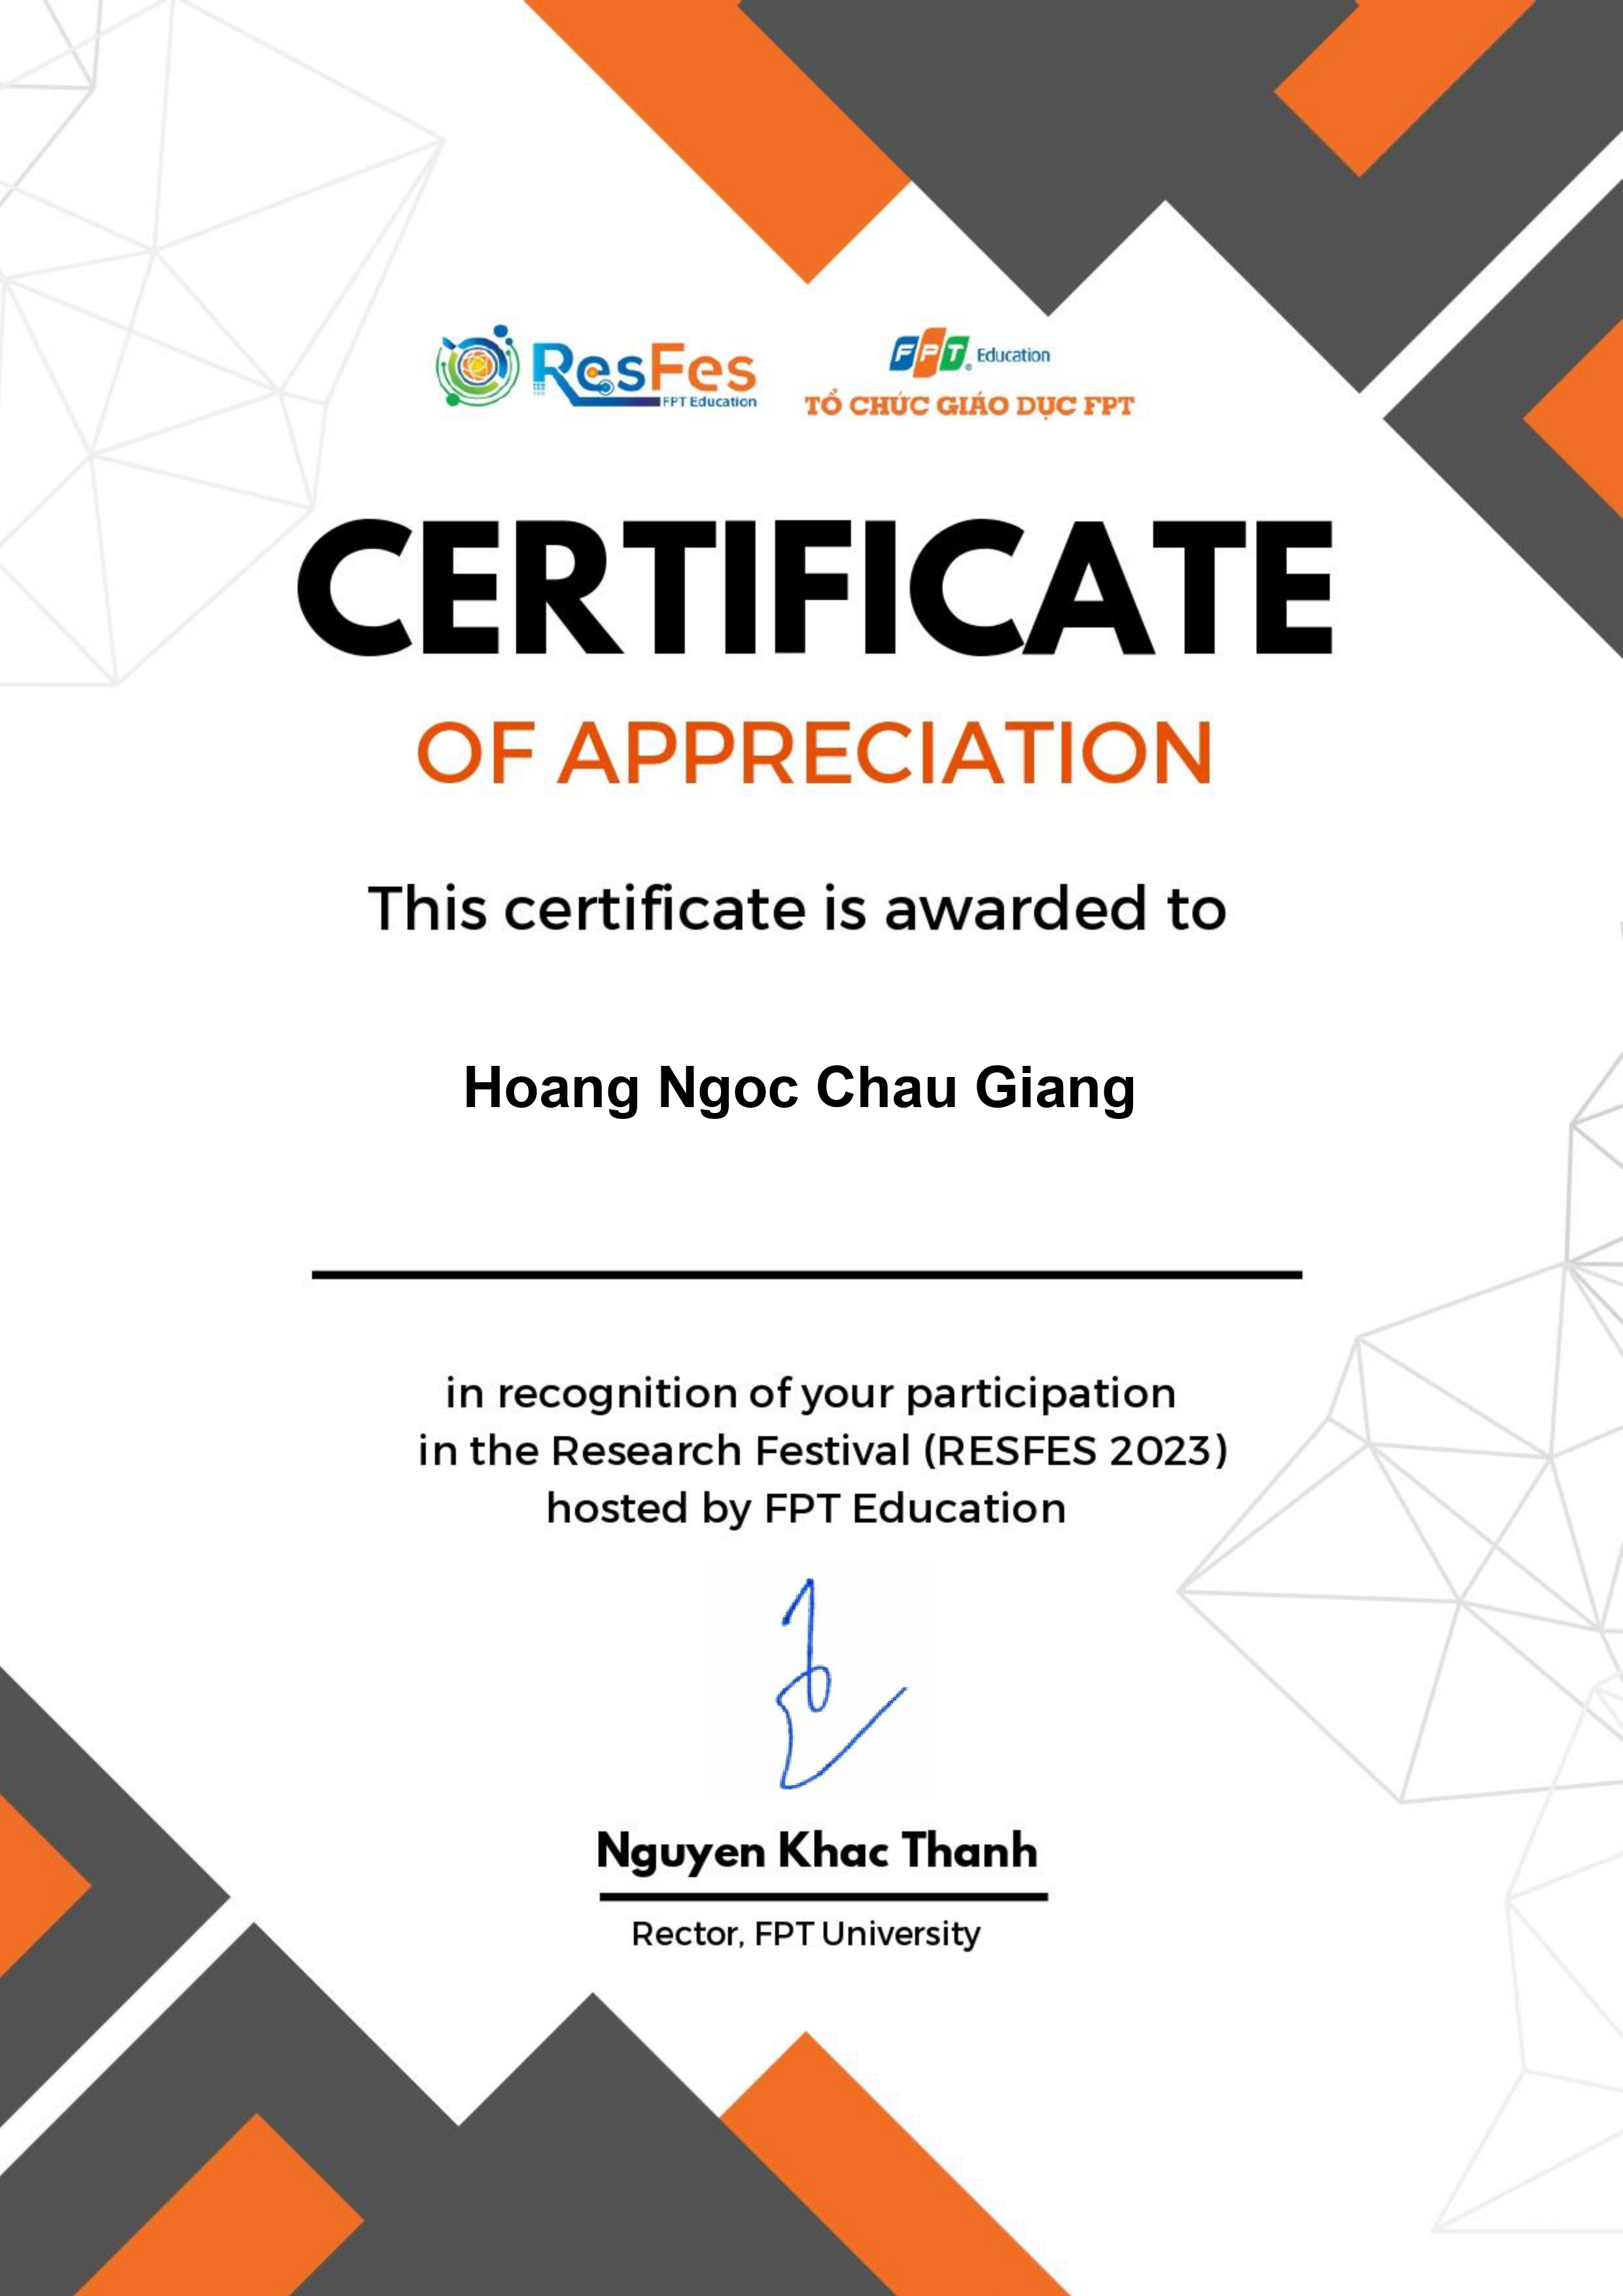 ResFes
FPT Education
FPT Education
TỔ CHỨC GIÁO DỤC FPT
CERTIFICATE
OF APPRECIATION
This certificate is awarded to
Hoang Ngoc Chau Giang
in recognition of your participation
in the Research Festival (RESFES 2023)
hosted by FPT Education
Nguyen Khac Thanh
Rector, FPT University